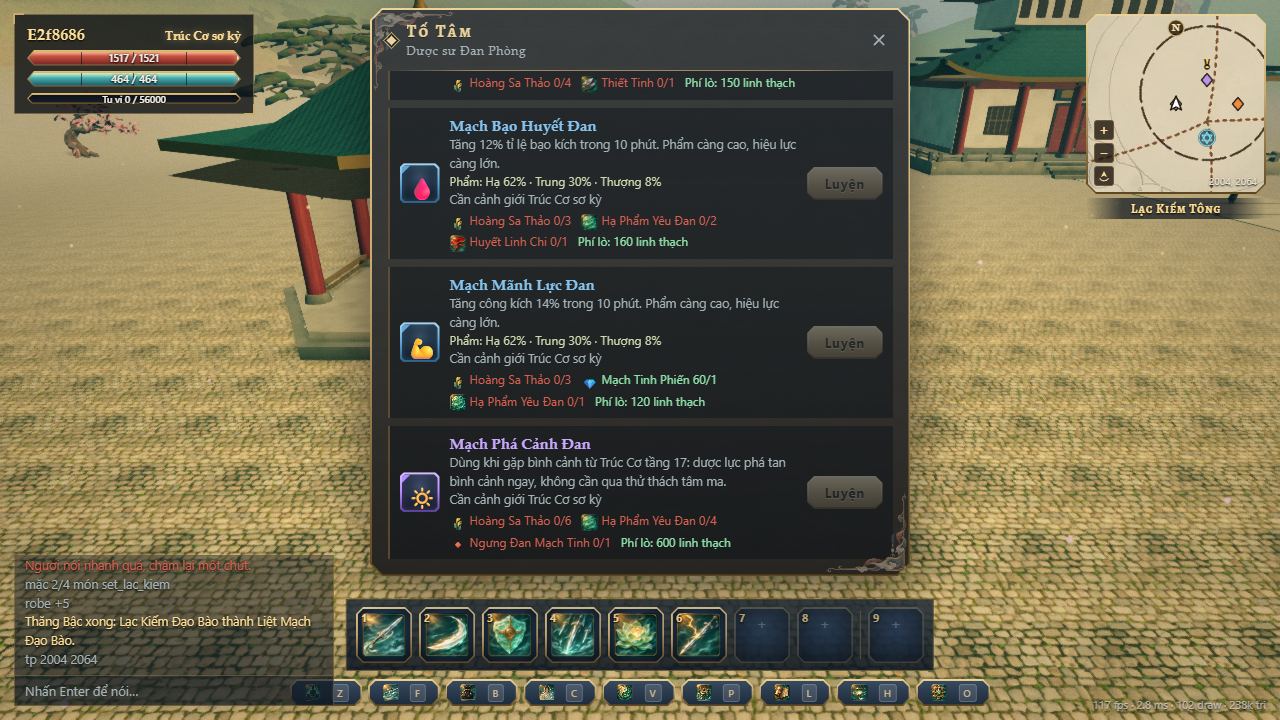 E2f8686
Trúc Cơ sơ kỳ
1517 / 1521
464 / 464
Tu vi 0 / 56000
Tố Tâm
Dược sư Đan Phòng
Hoàng Sa Thảo 0/4 Thiết Tinh 0/1 Phí lò: 150 linh thạch
Mạch Bạo Huyết Đan
Tăng 12% tỉ lệ bạo kích trong 10 phút. Phẩm càng cao, hiệu lực
càng lớn.
Phẩm: Hạ 62% · Trung 30% · Thượng 8%
Cần cảnh giới Trúc Cơ sơ kỳ
Hoàng Sa Thảo 0/3 Hạ Phẩm Yêu Đan 0/2
Huyết Linh Chi 0/1 Phí lò: 160 linh thạch
Luyện
Mạch Mãnh Lực Đan
Tăng công kích 14% trong 10 phút. Phẩm càng cao, hiệu lực
càng lớn.
Phẩm: Hạ 62% · Trung 30% · Thượng 8%
Cần cảnh giới Trúc Cơ sơ kỳ
Hoàng Sa Thảo 0/3 Mạch Tinh Phiến 60/1
Hạ Phẩm Yêu Đan 0/1 Phí lò: 120 linh thạch
Luyện
Mạch Phá Cảnh Đan
Dùng khi gặp bình cảnh từ Trúc Cơ tầng 17: dược lực phá tan
bình cảnh ngay, không cần qua thử thách tâm ma.
Cần cảnh giới Trúc Cơ sơ kỳ
Hoàng Sa Thảo 0/6 Hạ Phẩm Yêu Đan 0/4
Ngưng Đan Mạch Tinh 0/1 Phí lò: 600 linh thạch
Luyện
N
+
−
2004, 2064
Lạc Kiếm Tông
Ngươi nói nhanh quá, chậm lại một chút.
mặc 2/4 món set_lac_kiem
robe +5
Thăng Bậc xong: Lạc Kiếm Đạo Bào thành Liệt Mạch
Đạo Bào.
tp 2004 2064
Nhấn Enter để nói...
1 2 3 4 5 6 7 8 9
Z F B C V P L H O
117 fps · 2.8 ms · 102 draw · 238k tri